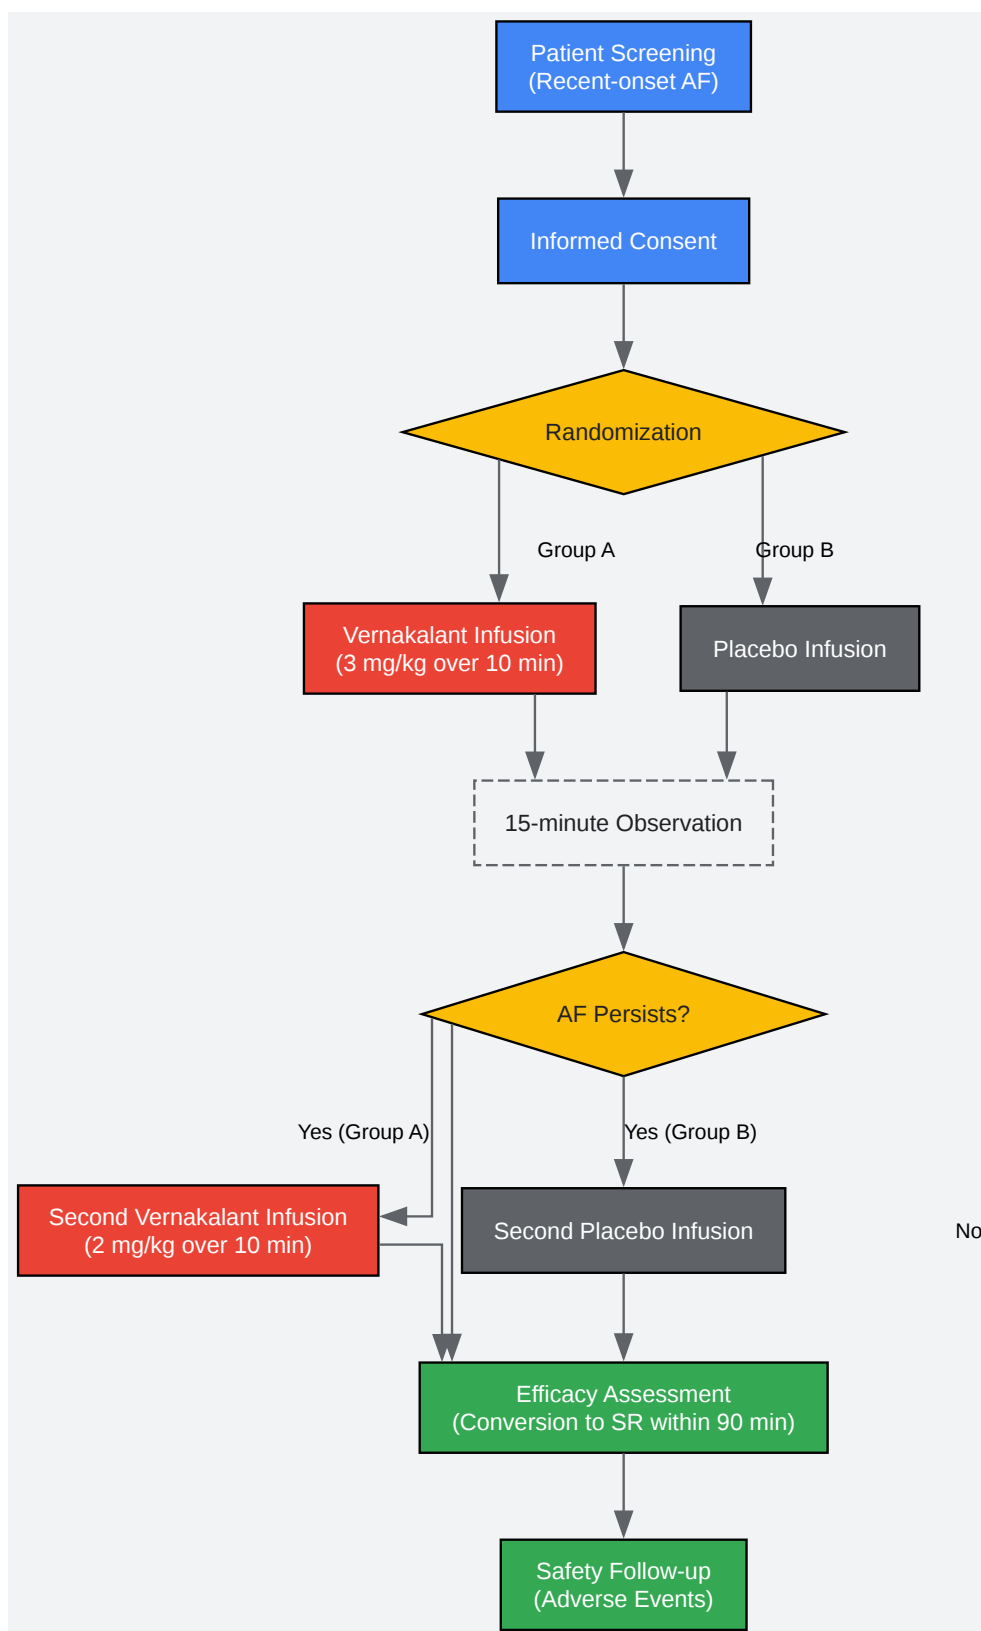 Patient Screening
(Recent-onset AF)
Informed Consent
Randomization
Group A
Group B
Vernakalant Infusion
(3 mg/kg over 10 min)
Placebo Infusion
15-minute Observation
AF Persists?
Yes (Group A)
Yes (Group B)
Second Vernakalant Infusion
(2 mg/kg over 10 min)
Second Placebo Infusion
No
Efficacy Assessment
(Conversion to SR within 90 min)
Safety Follow-up
(Adverse Events)